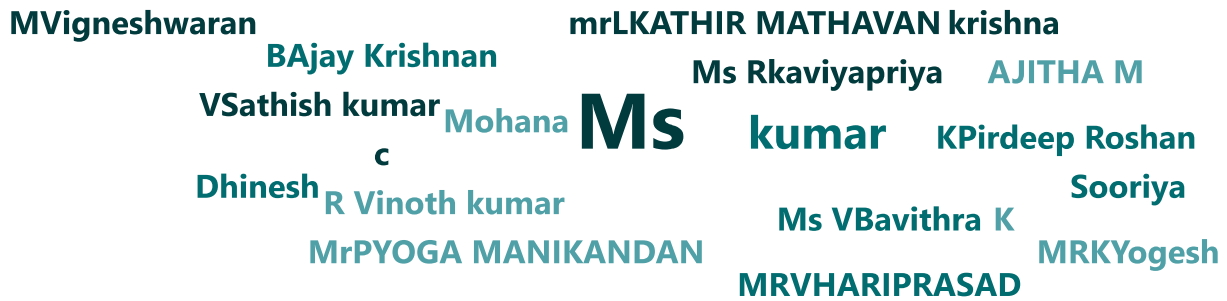 MVigneshwaran
mrLKATHIR MATHAVAN
krishna
BAjay Krishnan
Ms Rkaviyapriya
AJITHA M
VSathish kumar
Mohana
Ms
kumar
KPirdeep Roshan
c
Dhinesh
R Vinoth kumar
Sooriya
Ms VBavithra
K
MrPYOGA MANIKANDAN
MRKYogesh
MRVHARIPRASAD